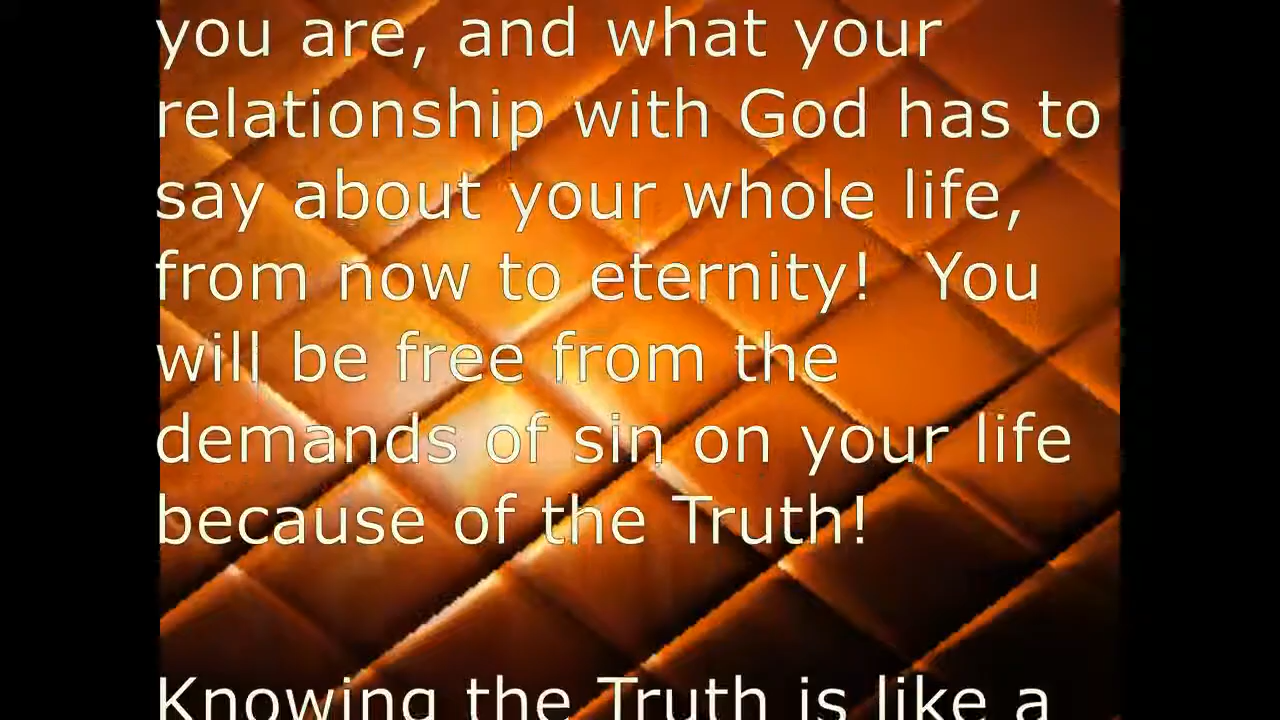 you are, and what your
relationship with God has to
say about your whole life,
from now to eternity!  You
will be free from the
demands of sin on your life
because of the Truth!
Knowing the Truth is like a